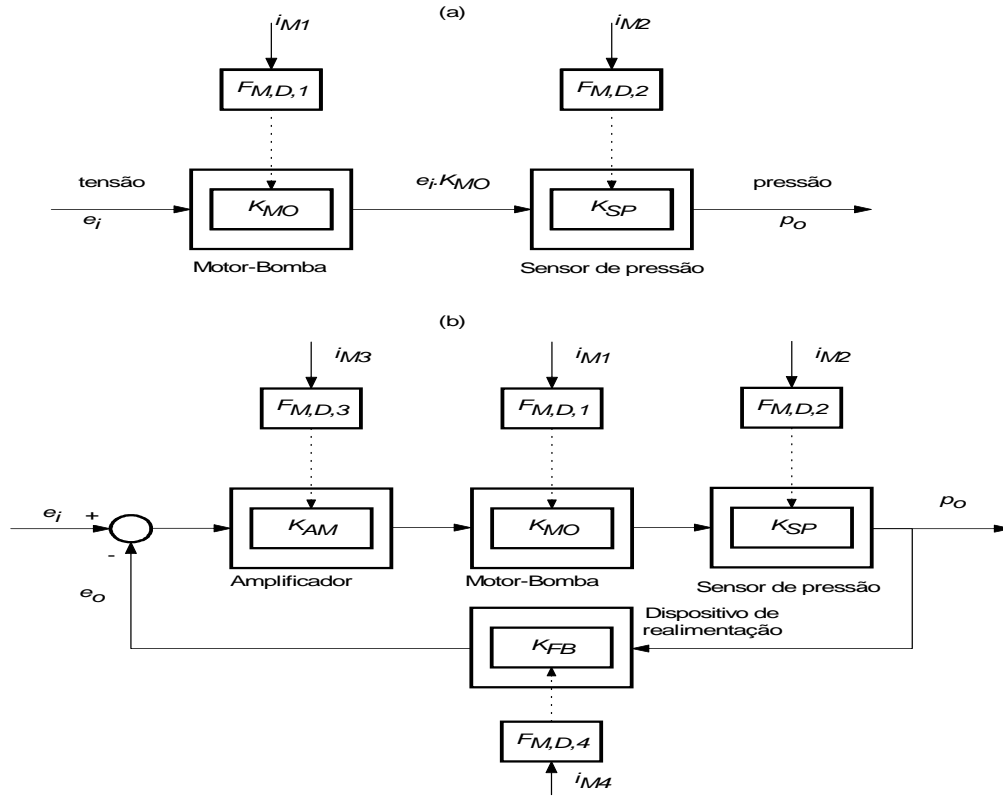 (a)
iM1
iM2
FM,D,1
FM,D,2
tensão
ei
KMO
ei.KMO
KSP
pressão
po
Motor-Bomba
Sensor de pressão
(b)
iM3
iM1
iM2
FM,D,3
FM,D,1
FM,D,2
ei
+
-
KAM
KMO
KSP
po
Amplificador
Motor-Bomba
Sensor de pressão
eo
Dispositivo de
realimentação
KFB
FM,D,4
iM4